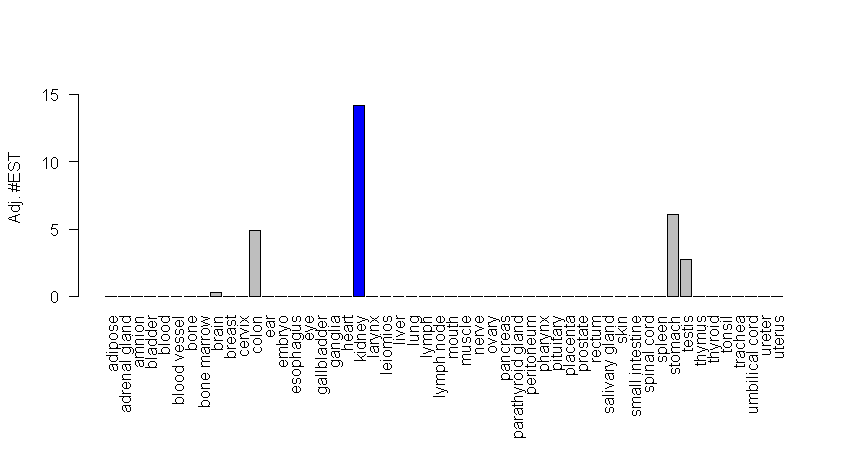 Adj. #EST
15
10
5
0
adipose
adrenal gland
amnion
bladder
blood
blood vessel
bone
bone marrow
brain
breast
cervix
colon
ear
embryo
esophagus
eye
gallbladder
ganglia
heart
kidney
larynx
leiomios
liver
lung
lymph
lymph node
mouth
muscle
nerve
ovary
pancreas
parathyroid gland
peritoneum
pharynx
pituitary
placenta
prostate
rectum
salivary gland
skin
small intestine
spinal cord
spleen
stomach
testis
thymus
thyroid
tonsil
trachea
umbilical cord
ureter
uterus